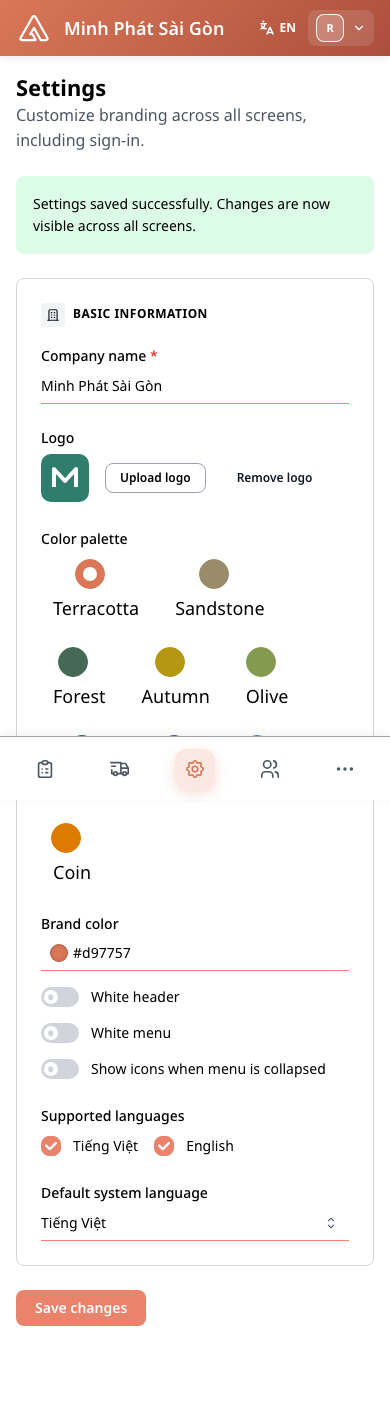 Minh Phát Sài Gòn
EN
R
Settings
Customize branding across all screens,
including sign-in.
Settings saved successfully. Changes are now
visible across all screens.
BASIC INFORMATION
Company name *
Minh Phát Sài Gòn
Logo
Upload logo
Remove logo
Color palette
Terracotta
Sandstone
Forest
Autumn
Olive
Coin
Brand color
#d97757
White header
White menu
Show icons when menu is collapsed
Supported languages
Tiếng Việt
English
Default system language
Tiếng Việt
Save changes